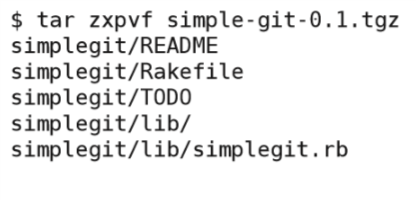 $ tar zxpvf simple-git-0.1.tgz
simplegit/README
simplegit/Rakefile
simplegit/TODO
simplegit/lib/
simplegit/lib/simplegit.rb